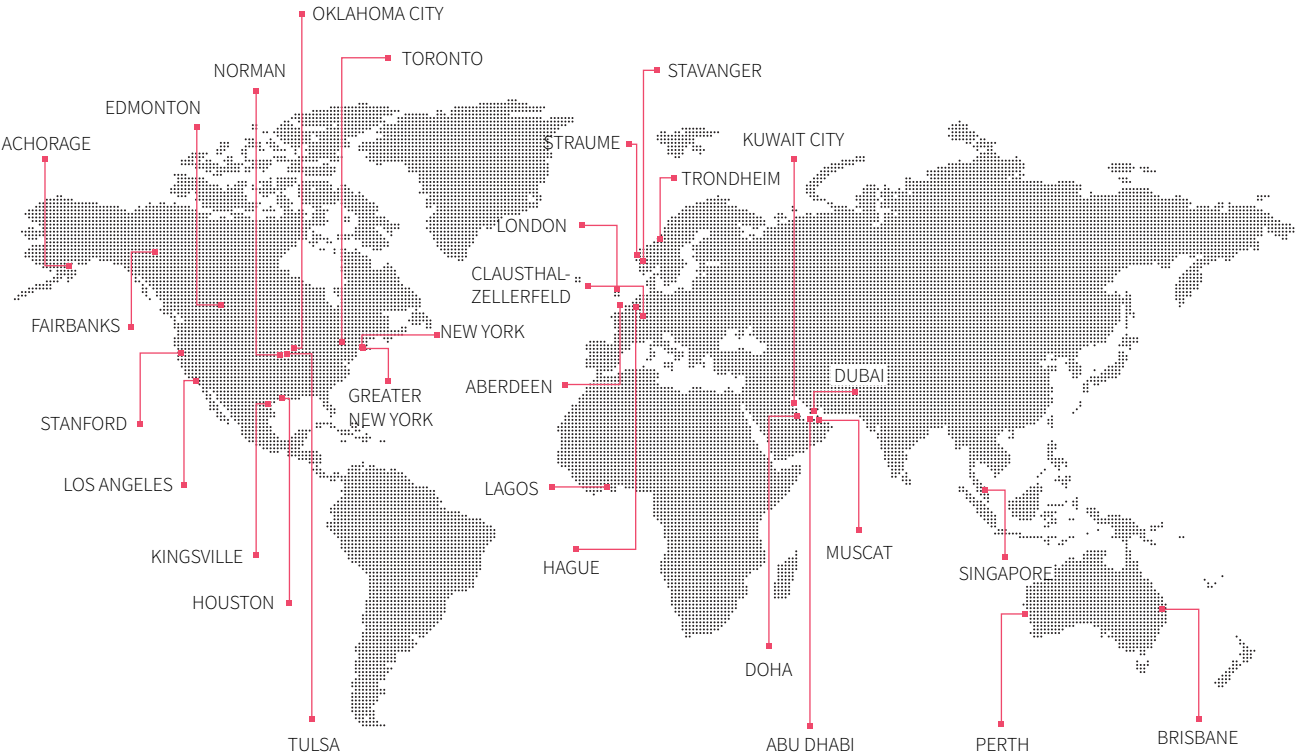 OKLAHOMA CITY
TORONTO
NORMAN
STAVANGER
EDMONTON
ACHORAGE
STRAUME
KUWAIT CITY
TRONDHEIM
LONDON
CLAUSTHAL-
ZELLERFELD
FAIRBANKS
NEW YORK
DUBAI
ABERDEEN
GREATER
NEW YORK
STANFORD
LOS ANGELES
LAGOS
KINGSVILLE
MUSCAT
HAGUE
SINGAPORE
HOUSTON
DOHA
TULSA
ABU DHABI
PERTH
BRISBANE